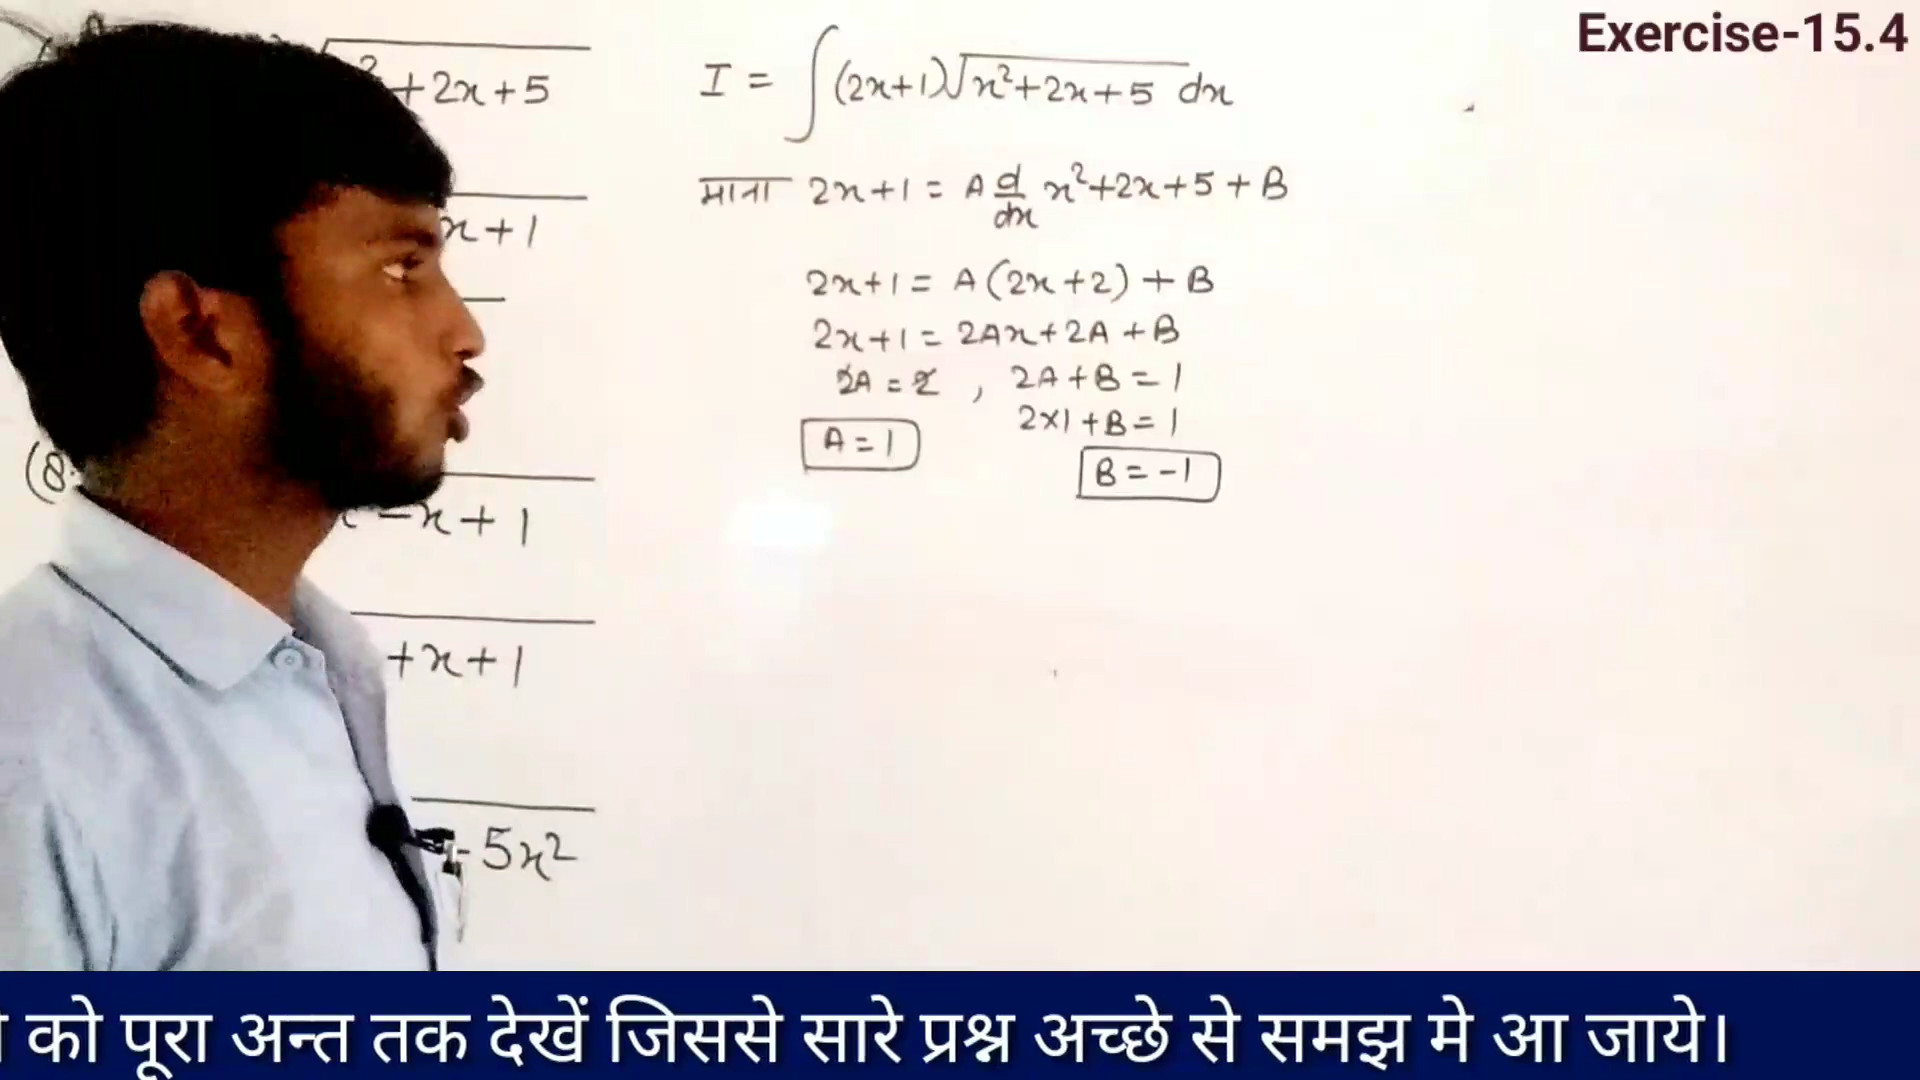 Exercise-15.4
+2x+5
x+1
(8
-x+1
+x+1
-5x²
I = ∫(2x+1)√x²+2x+5 dx
माना 2x+1 = A d/dx x²+2x+5 + B
2x+1 = A(2x+2) + B
2x+1 = 2Ax+2A+B
2A = 2 , 2A+B = 1
2×1+B = 1
A = 1
B = -1
को पूरा अन्त तक देखें जिससे सारे प्रश्न अच्छे से समझ मे आ जाये।